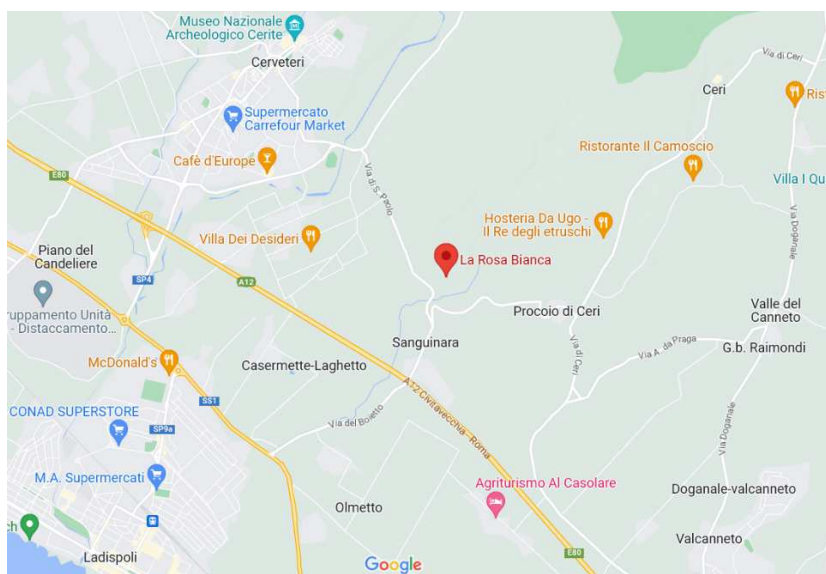 Museo Nazionale
Archeologico Cerite
Cerveteri
Via di Ceri
Ceri
Rist
Supermercato
Carrefour Market
Ristorante Il Camoscio
Cafè d'Europe
E80
Via di S. Paolo
Villa I Qu
Hosteria Da Ugo -
Il Re degli etruschi
Via Doganale
Villa Dei Desideri
Piano del
Candeliere
La Rosa Bianca
SP4
A12
ruppamento Unità
- Distaccamento...
Procoio di Ceri
Valle del
Canneto
Sanguinara
Via di Ceri
Via A. da Praga
G.b. Raimondi
McDonald's
Casermette-Laghetto
A12 Civitavecchia - Roma
SS1
CONAD SUPERSTORE
SP9a
Via del Boietto
Via Doganale
M.A. Supermercati
Agriturismo Al Casolare
Doganale-valcanneto
Olmetto
ch
Valcanneto
Ladispoli
E80
Google